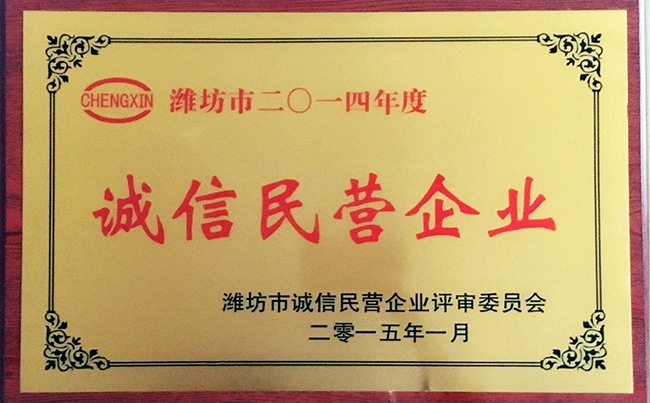 CHENGXIN 潍坊市二〇一四年度
诚信民营企业
潍坊市诚信民营企业评审委员会
二零一五年一月